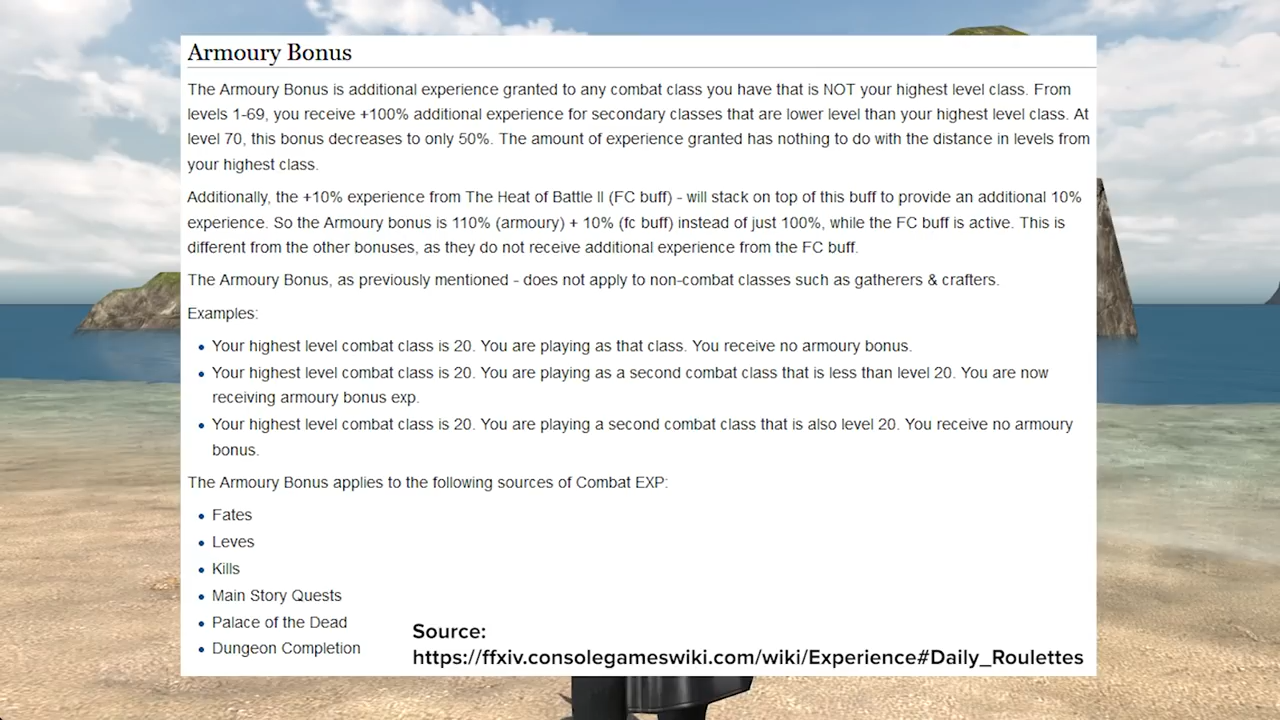 Armoury Bonus
The Armoury Bonus is additional experience granted to any combat class you have that is NOT your highest level class. From
levels 1-69, you receive +100% additional experience for secondary classes that are lower level than your highest level class. At
level 70, this bonus decreases to only 50%. The amount of experience granted has nothing to do with the distance in levels from
your highest class.
Additionally, the +10% experience from The Heat of Battle II (FC buff) - will stack on top of this buff to provide an additional 10%
experience. So the Armoury bonus is 110% (armoury) + 10% (fc buff) instead of just 100%, while the FC buff is active. This is
different from the other bonuses, as they do not receive additional experience from the FC buff.
The Armoury Bonus, as previously mentioned - does not apply to non-combat classes such as gatherers & crafters.
Examples:
• Your highest level combat class is 20. You are playing as that class. You receive no armoury bonus.
• Your highest level combat class is 20. You are playing as a second combat class that is less than level 20. You are now
receiving armoury bonus exp.
• Your highest level combat class is 20. You are playing a second combat class that is also level 20. You receive no armoury
bonus.
The Armoury Bonus applies to the following sources of Combat EXP:
• Fates
• Leves
• Kills
• Main Story Quests
• Palace of the Dead
• Dungeon Completion
Source:
https://ffxiv.consolegameswiki.com/wiki/Experience#Daily_Roulettes